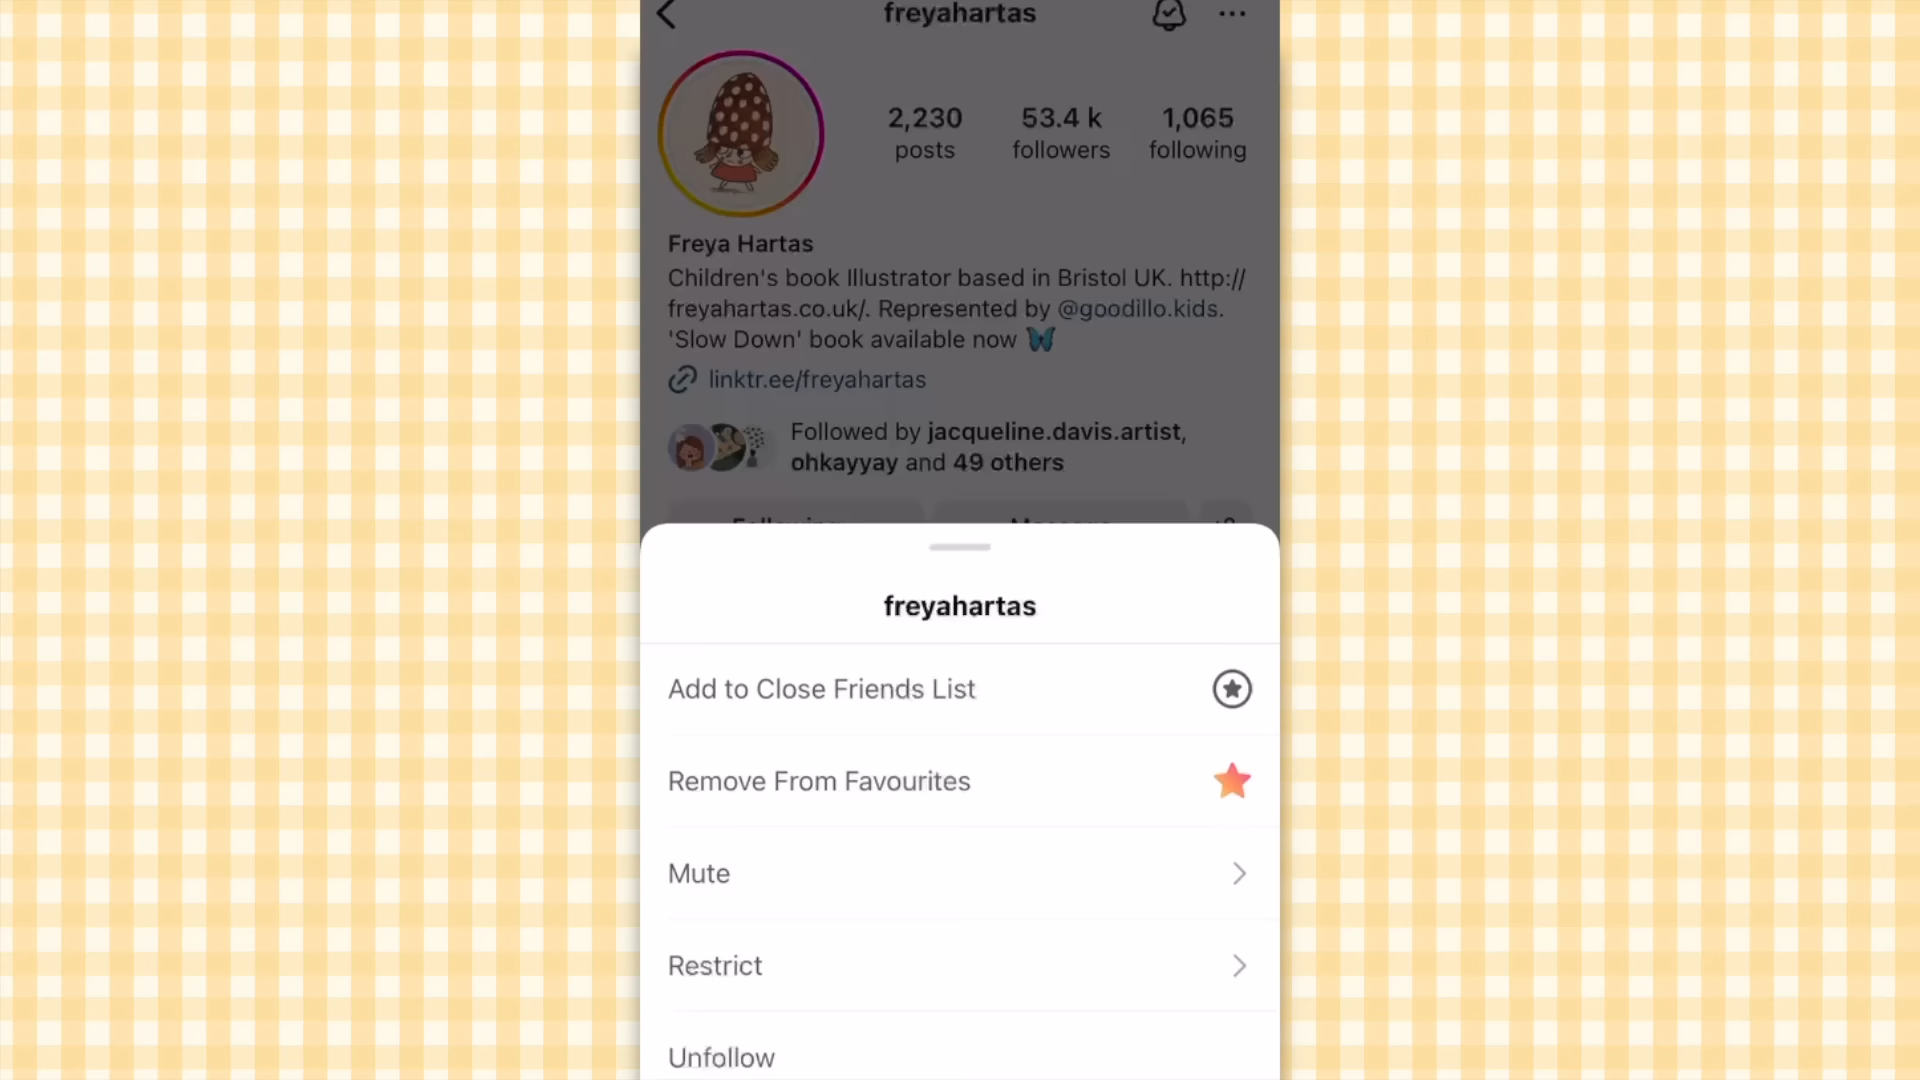 freyahartas
2,230
posts
53.4 k
followers
1,065
following
Freya Hartas
Children's book Illustrator based in Bristol UK. http://
freyahartas.co.uk/. Represented by @goodillo.kids.
'Slow Down' book available now 🦋
linktr.ee/freyahartas
Followed by jacqueline.davis.artist,
ohkayyay and 49 others
Following
Message
freyahartas
Add to Close Friends List
Remove From Favourites
Mute
Restrict
Unfollow